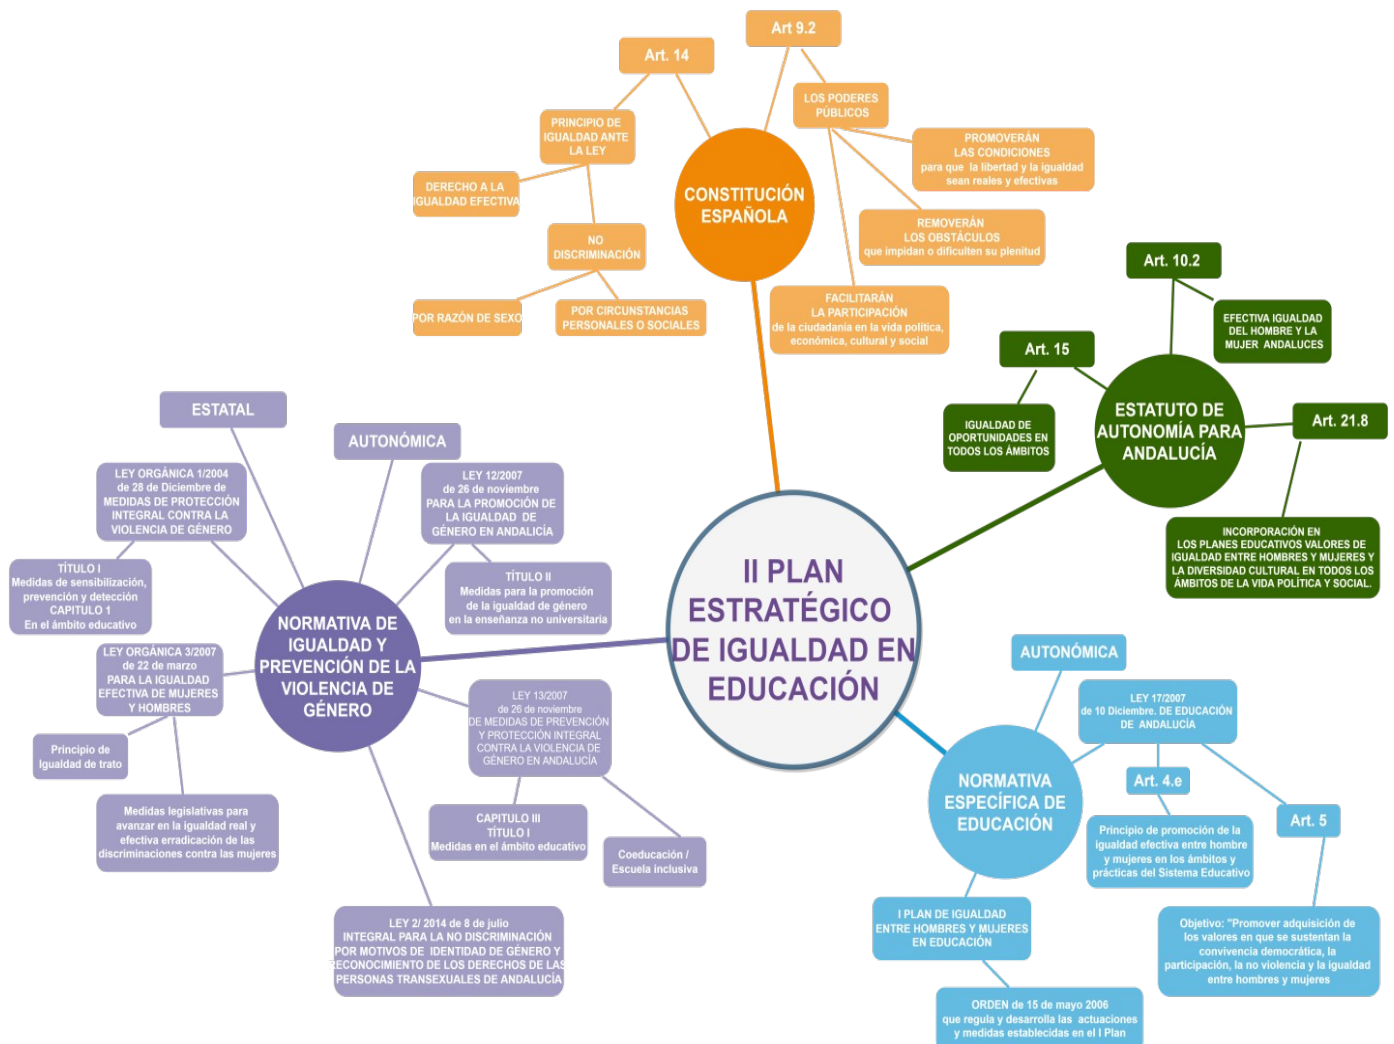 Art 9.2
Art. 14
LOS PODERES
PÚBLICOS
PRINCIPIO DE
IGUALDAD ANTE
LA LEY
PROMOVERÁN
LAS CONDICIONES
para que la libertad y la igualdad
sean reales y efectivas
DERECHO A LA
IGUALDAD EFECTIVA
CONSTITUCIÓN
ESPAÑOLA
NO
DISCRIMINACIÓN
REMOVERÁN
LOS OBSTÁCULOS
que impidan o dificulten su plenitud
POR RAZÓN DE SEXO
POR CIRCUNSTANCIAS
PERSONALES O SOCIALES
FACILITARÁN
LA PARTICIPACIÓN
de la ciudadanía en la vida política,
económica, cultural y social
Art. 10.2
EFECTIVA IGUALDAD
DEL HOMBRE Y LA
MUJER ANDALUCES
Art. 15
IGUALDAD DE
OPORTUNIDADES EN
TODOS LOS ÁMBITOS
ESTATUTO DE
AUTONOMÍA PARA
ANDALUCÍA
Art. 21.8
INCORPORACIÓN EN
LOS PLANES EDUCATIVOS VALORES DE
IGUALDAD ENTRE HOMBRES Y MUJERES Y
LA DIVERSIDAD CULTURAL EN TODOS LOS
ÁMBITOS DE LA VIDA POLÍTICA Y SOCIAL.
ESTATAL
AUTONÓMICA
LEY ORGÁNICA 1/2004
de 28 de Diciembre de
MEDIDAS DE PROTECCIÓN
INTEGRAL CONTRA LA
VIOLENCIA DE GÉNERO
LEY 12/2007
de 26 de noviembre
PARA LA PROMOCIÓN DE
LA IGUALDAD DE
GÉNERO EN ANDALICÍA
TÍTULO I
Medidas de sensibilización,
prevención y detección
CAPITULO 1
En el ámbito educativo
TÍTULO II
Medidas para la promoción
de la igualdad de género
en la enseñanza no universitaria
NORMATIVA DE
IGUALDAD Y
PREVENCIÓN DE LA
VIOLENCIA DE
GÉNERO
II PLAN
ESTRATÉGICO
DE IGUALDAD EN
EDUCACIÓN
LEY ORGÁNICA 3/2007
de 22 de marzo
PARA LA IGUALDAD
EFECTIVA DE MUJERES
Y HOMBRES
Principio de
Igualdad de trato
Medidas legislativas para
avanzar en la igualdad real y
efectiva erradicación de las
discriminaciones contra las mujeres
LEY 13/2007
de 26 de noviembre
DE MEDIDAS DE PREVENCIÓN
Y PROTECCIÓN INTEGRAL
CONTRA LA VIOLENCIA DE
GÉNERO EN ANDALUCÍA
CAPITULO III
TÍTULO I
Medidas en el ámbito educativo
Coeducación /
Escuela inclusiva
LEY 2/ 2014 de 8 de julio
INTEGRAL PARA LA NO DISCRIMINACIÓN
POR MOTIVOS DE IDENTIDAD DE GÉNERO Y
RECONOCIMIENTO DE LOS DERECHOS DE LAS
PERSONAS TRANSEXUALES DE ANDALUCÍA
AUTONÓMICA
LEY 17/2007
de 10 Diciembre. DE EDUCACIÓN
DE ANDALUCÍA
NORMATIVA
ESPECÍFICA DE
EDUCACIÓN
Art. 4.e
Art. 5
Principio de promoción de la
igualdad efectiva entre hombre
y mujeres en los ámbitos y
prácticas del Sistema Educativo
I PLAN DE IGUALDAD
ENTRE HOMBRES Y MUJERES
EN EDUCACIÓN
Objetivo: "Promover adquisición de
los valores en que se sustentan la
convivencia democrática, la
participación, la no violencia y la igualdad
entre hombres y mujeres
ORDEN de 15 de mayo 2006
que regula y desarrolla las actuaciones
y medidas establecidas en el I Plan